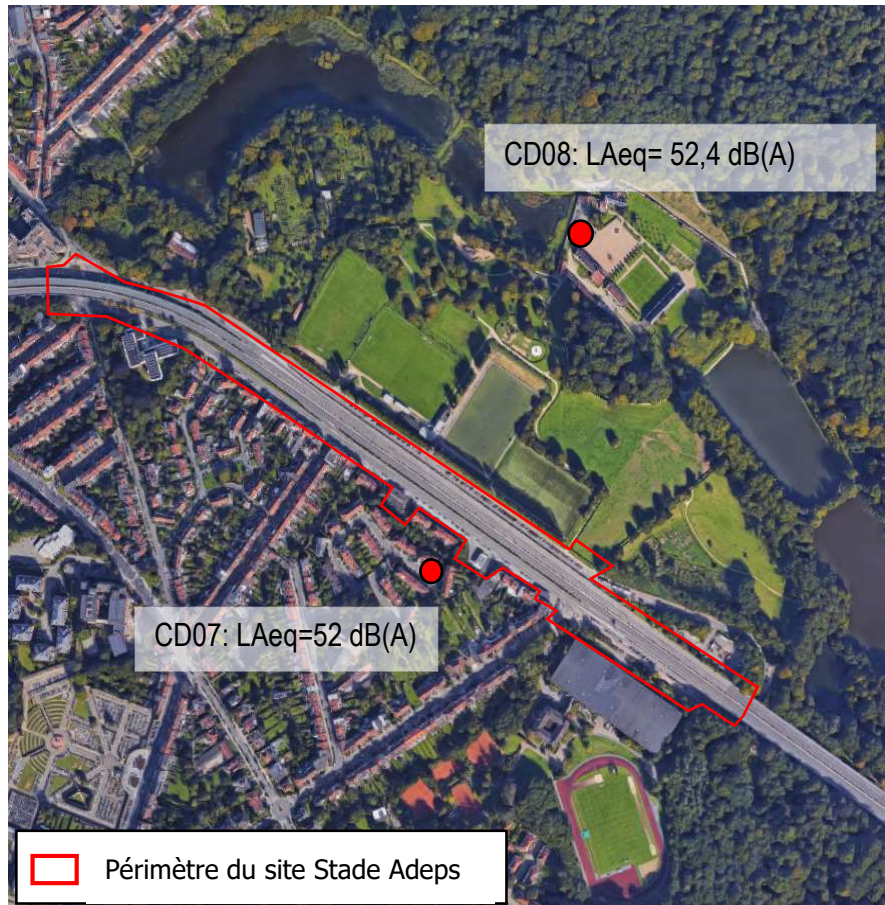 CD08: LAeq= 52,4 dB(A)
CD07: LAeq=52 dB(A)
Périmètre du site Stade Adeps